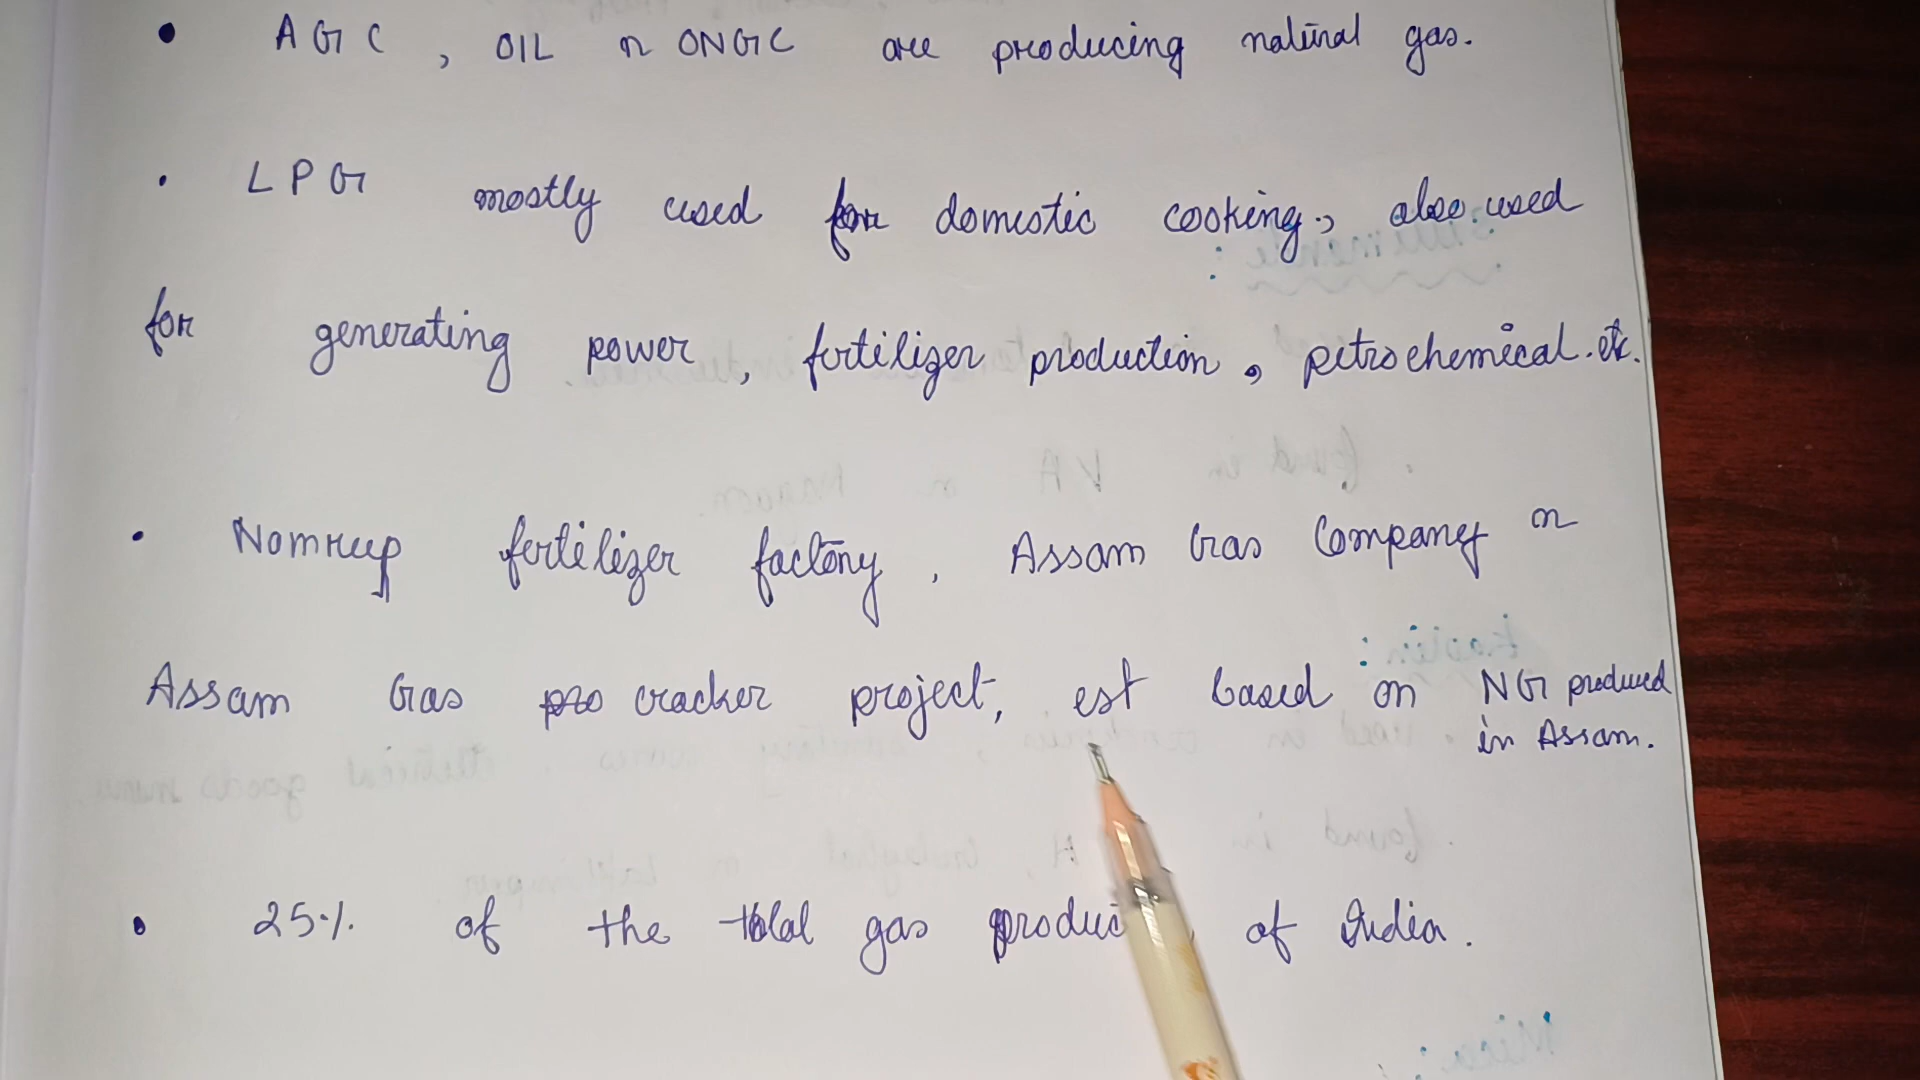 • AGC, OIL n ONGC are producing natural gas.
• LPG mostly used for domestic cooking, also used
for generating power, fertilizer production, petrochemical. etc.
• Nomrup fertilizer factory, Assam Gas Company n
Assam Gas cracker project, est based on NG produced
in Assam.
• 25% of the total gas of India.